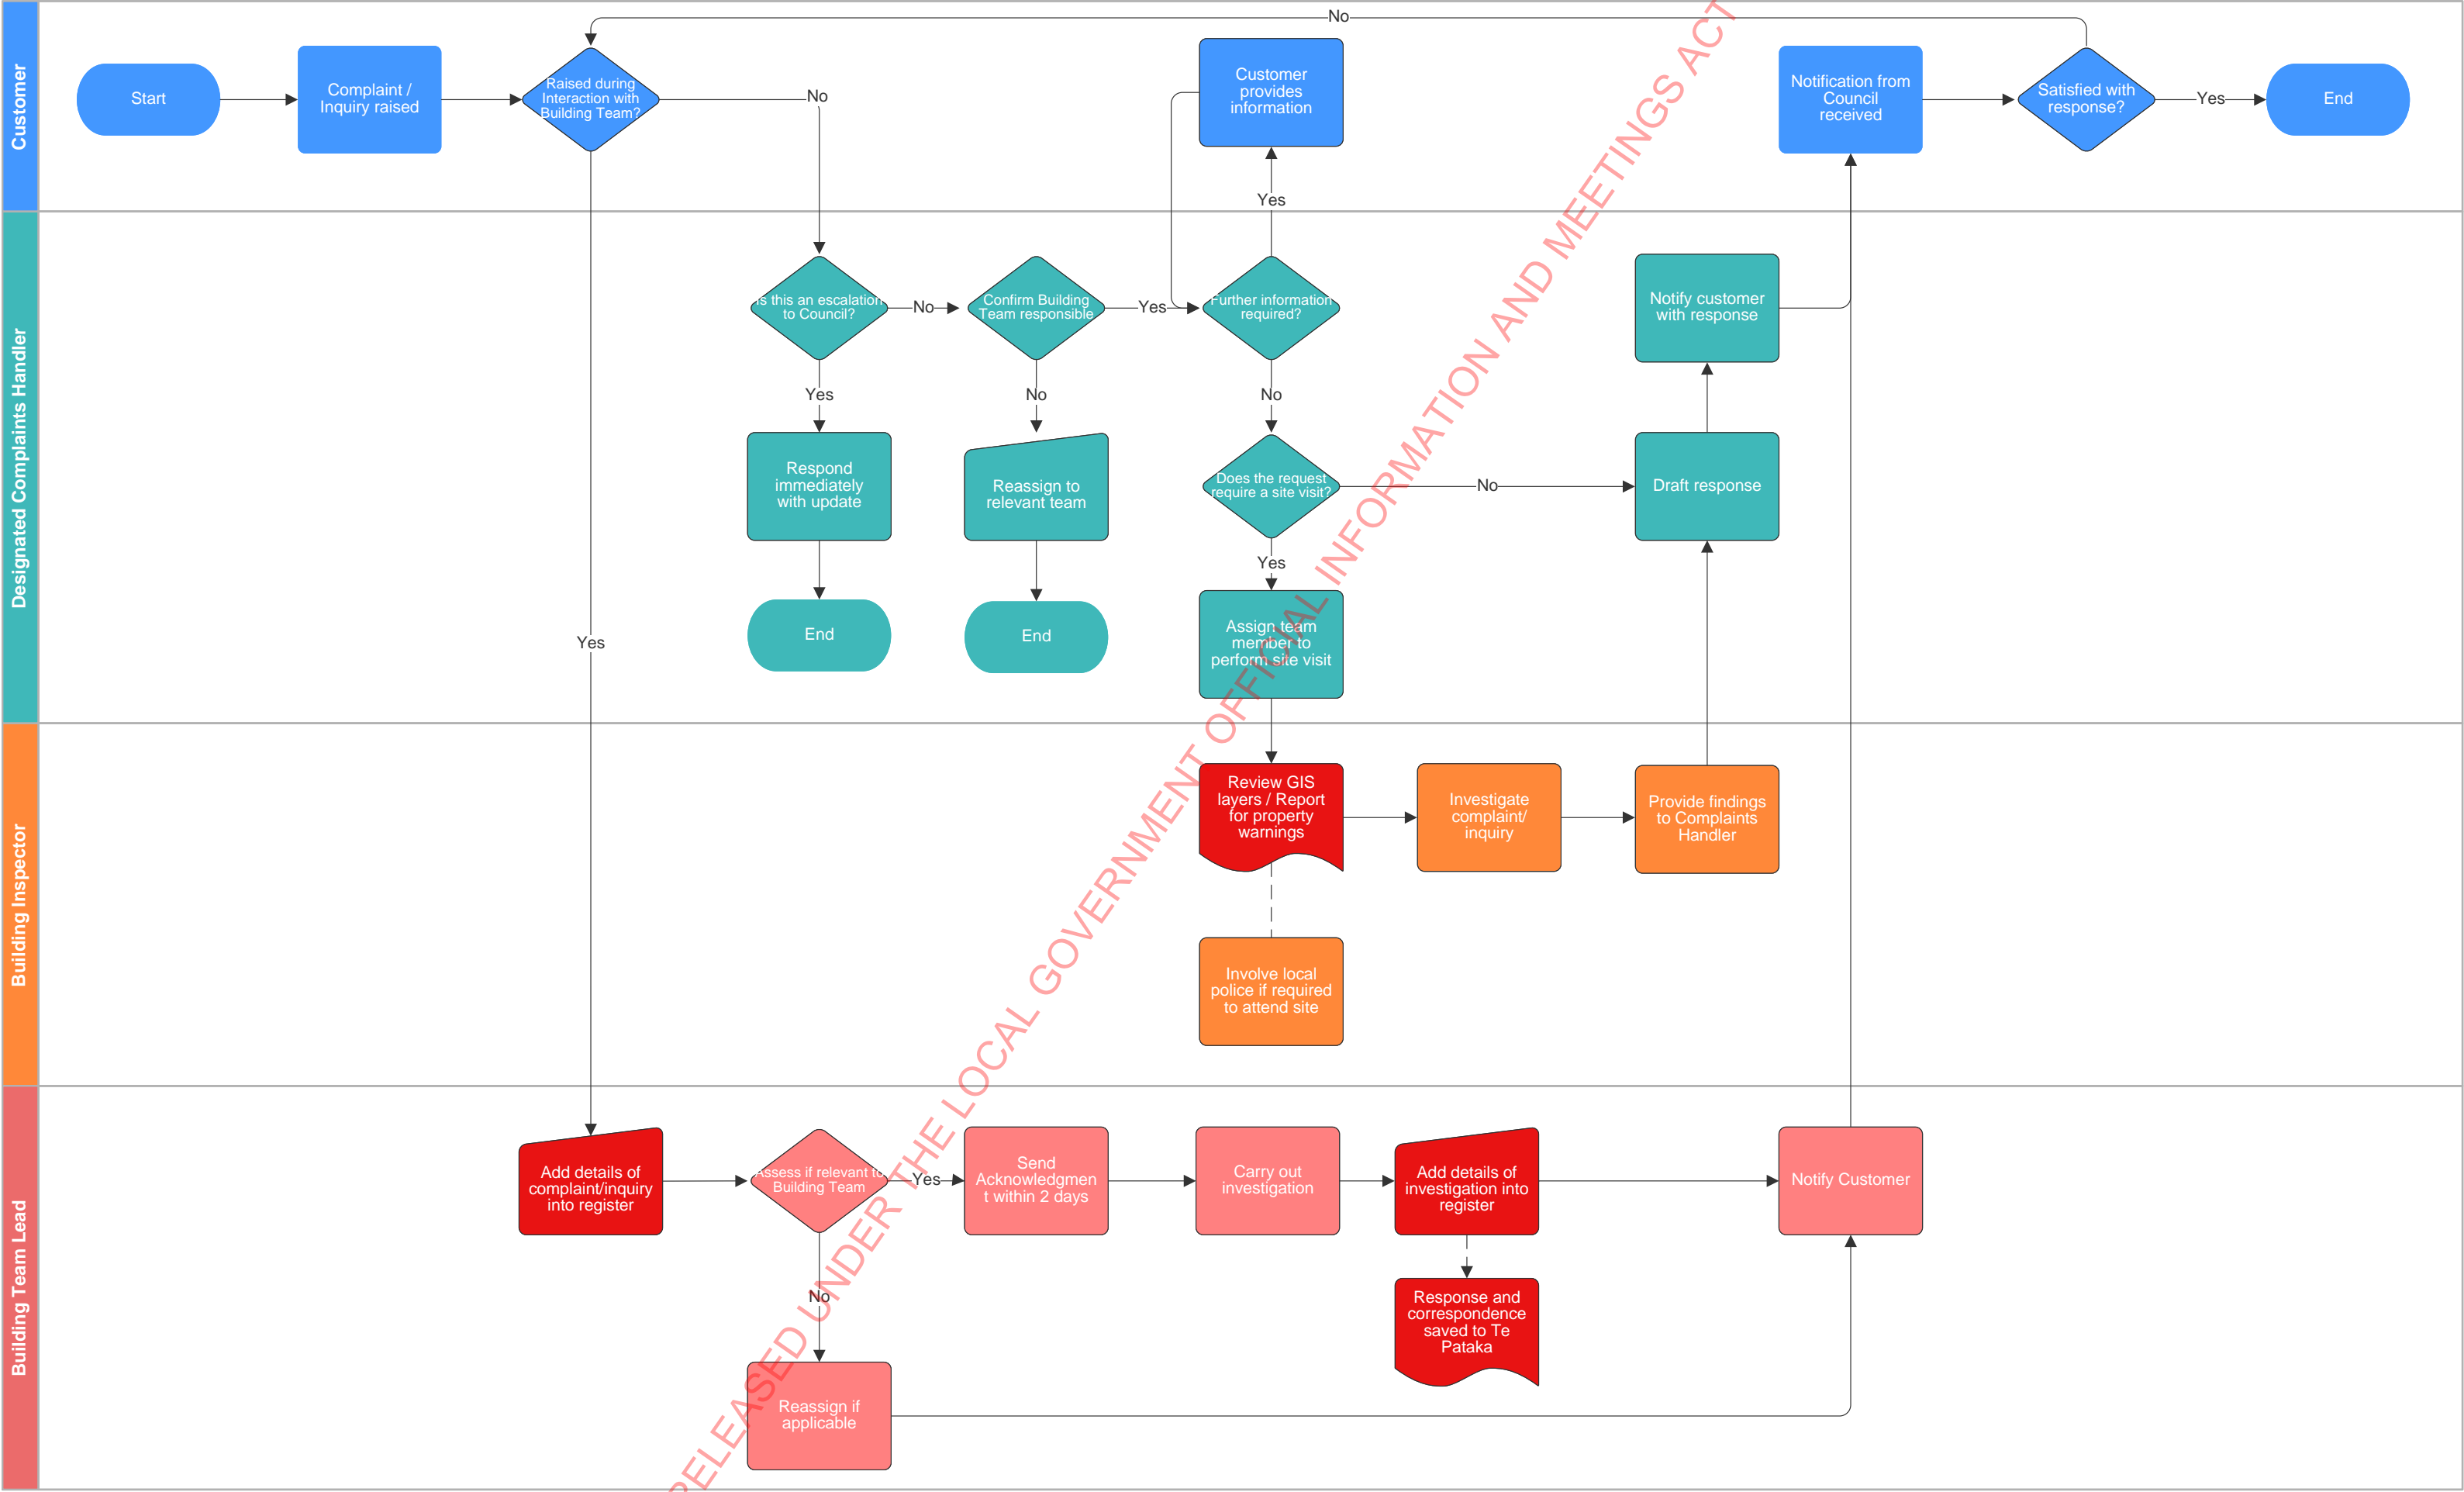 Customer
No
Start
Complaint /
Inquiry raised
Raised during
Interaction with
Building Team?
No
Customer
provides
information
Notification from
Council
received
Satisfied with
response?
Yes
End
Yes
Designated Complaints Handler
Is this an escalation
to Council?
No
Confirm Building
Team responsible
Yes
Further information
required?
Notify customer
with response
Yes
No
No
Respond
immediately
with update
Reassign to
relevant team
Does the request
require a site visit?
No
Draft response
Yes
End
End
Yes
Assign team
member to
perform site visit
Building Inspector
Review GIS
layers / Report
for property
warnings
Investigate
complaint/
inquiry
Provide findings
to Complaints
Handler
Involve local
police if required
to attend site
Building Team Lead
Add details of
complaint/inquiry
into register
Assess if relevant to
Building Team
Yes
Send
Acknowledgmen
t within 2 days
Carry out
investigation
Add details of
investigation into
register
Notify Customer
No
Response and
correspondence
saved to Te
Pataka
Reassign if
applicable
RELEASED UNDER THE LOCAL GOVERNMENT OFFICIAL INFORMATION AND MEETINGS ACT